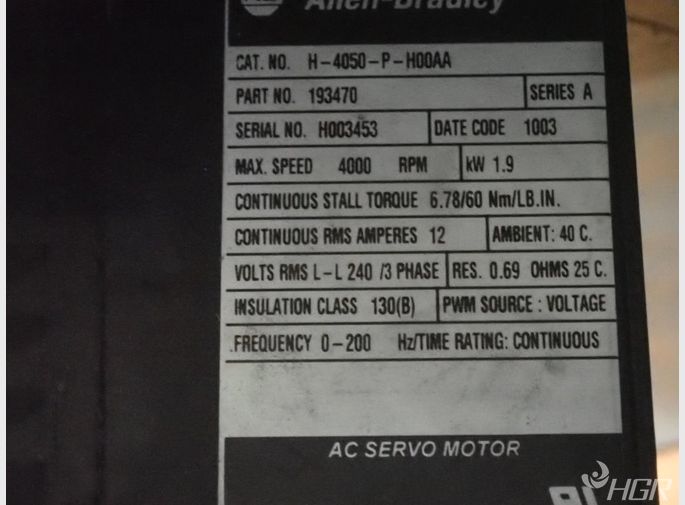 Allen-Bradley
CAT. NO. H-4050-P-H00AA
PART NO. 193470 SERIES A
SERIAL NO. H003453 DATE CODE 1003
MAX. SPEED 4000 RPM kW 1.9
CONTINUOUS STALL TORQUE 6.78/60 Nm/LB.IN.
CONTINUOUS RMS AMPERES 12 AMBIENT: 40 C.
VOLTS RMS L-L 240 /3 PHASE RES. 0.69 OHMS 25 C.
INSULATION CLASS 130(B) PWM SOURCE : VOLTAGE
FREQUENCY 0-200 Hz/TIME RATING: CONTINUOUS
AC SERVO MOTOR
HGR